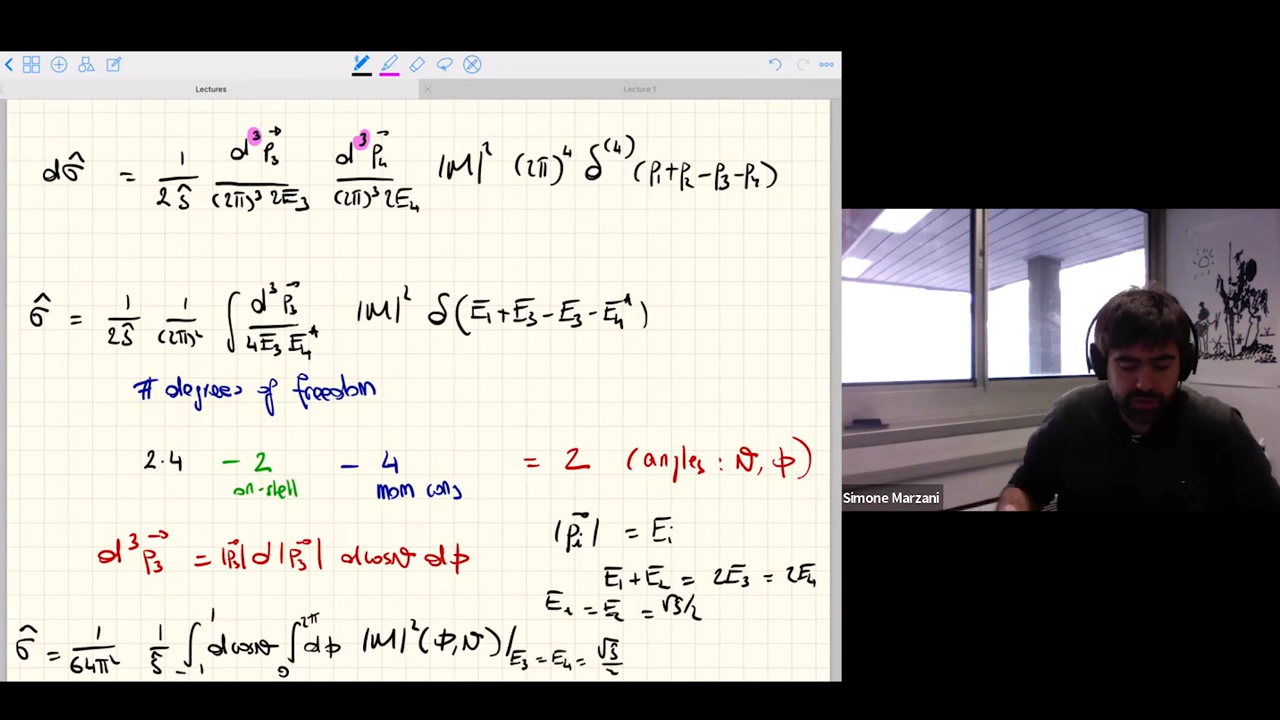 Lectures
Lecture 1
dσ̂ = 1/(2ŝ) d³p⃗₃/((2π)³ 2E₃) d³p⃗₄/((2π)³ 2E₄) |M|² (2π)⁴ δ⁽⁴⁾(p₁+p₂-p₃-p₄)
σ̂ = 1/(2ŝ) 1/(2π)² ∫ d³p⃗₃/(4E₃E₄*) |M|² δ(E₁+E₃-E₃-E₄*)
# degrees of freedom
2·4 - 2 - 4 = 2 (angles: ϑ, ϕ)
on-shell mom cons
|p⃗ᵢ| = Eᵢ
d³p⃗₃ = |p⃗₃| d|p⃗₃| dcosϑ dϕ
E₁+E₂ = 2E₃ = 2E₄
E₁ = E₂ = √ŝ/2
σ̂ = 1/(64π²) 1/ŝ ∫₋₁¹ dcosϑ ∫₀²π dϕ |M|²(ϕ,ϑ)/E₃=E₄=√ŝ/2
Simone Marzani